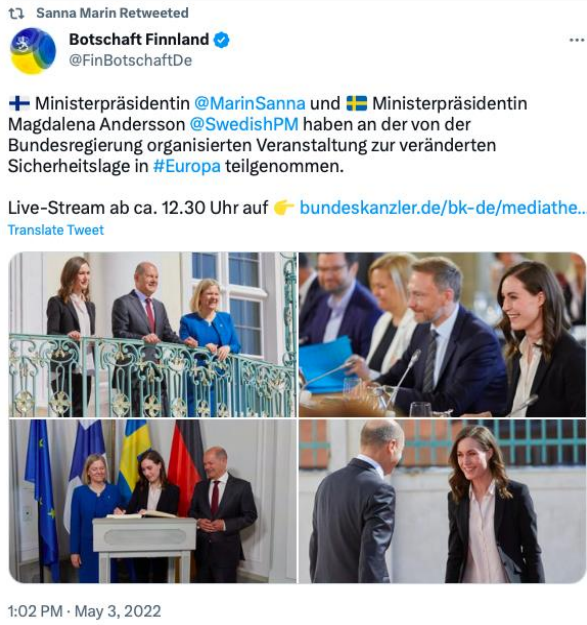 Sanna Marin Retweeted
Botschaft Finnland
@FinBotschaftDe
🇫🇮 Ministerpräsidentin @MarinSanna und 🇸🇪 Ministerpräsidentin
Magdalena Andersson @SwedishPM haben an der von der
Bundesregierung organisierten Veranstaltung zur veränderten
Sicherheitslage in #Europa teilgenommen.
Live-Stream ab ca. 12.30 Uhr auf 👉 bundeskanzler.de/bk-de/mediathe...
Translate Tweet
1:02 PM · May 3, 2022